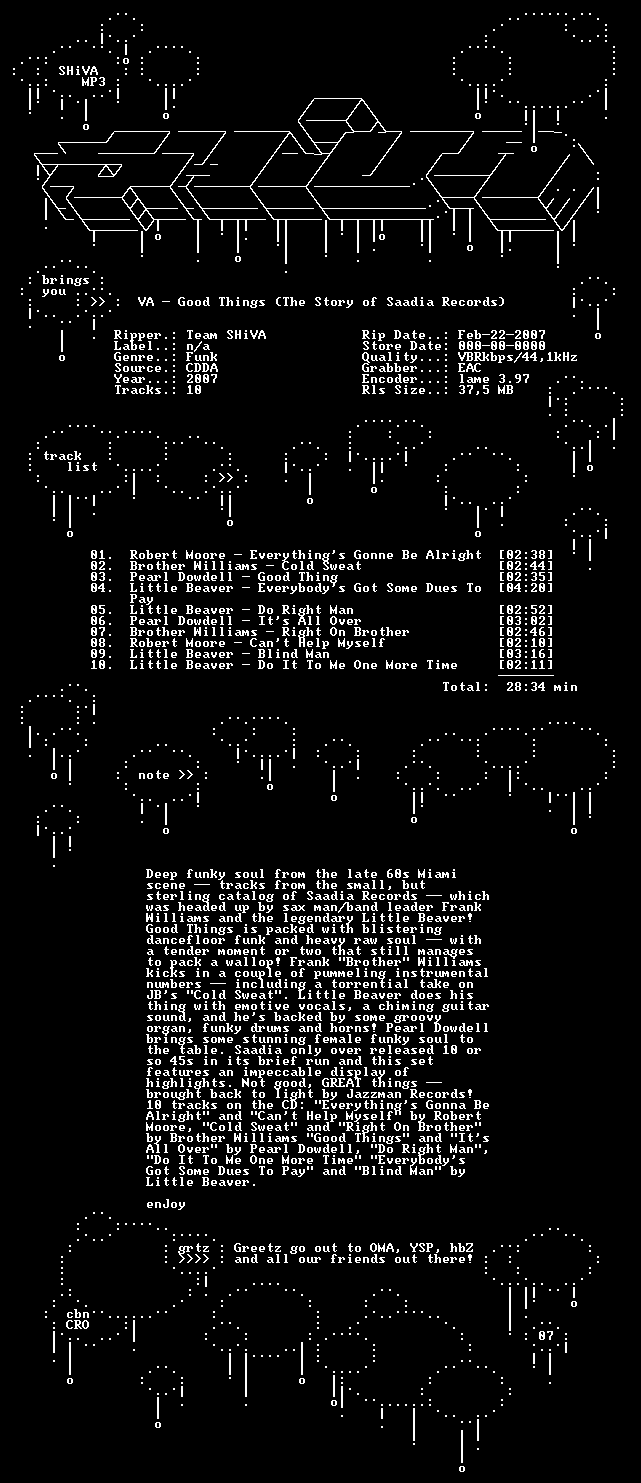 SHiVA
MP3
brings
you >> : VA - Good Things (The Story of Saadia Records)
Ripper.: Team SHiVA Rip Date..: Feb-22-2007
Label..: n/a Store Date: 000-00-0000
Genre..: Funk Quality...: VBRkbps/44,1kHz
Source.: CDDA Grabber...: EAC
Year...: 2007 Encoder...: lame 3.97
Tracks.: 10 Rls Size..: 37,5 MB
track
list
>>
01. Robert Moore - Everything's Gonne Be Alright [02:38]
02. Brother Williams - Cold Sweat [02:44]
03. Pearl Dowdell - Good Thing [02:35]
04. Little Beaver - Everybody's Got Some Dues To [04:20]
Pay
05. Little Beaver - Do Right Man [02:52]
06. Pearl Dowdell - It's All Over [03:02]
07. Brother Williams - Right On Brother [02:46]
08. Robert Moore - Can't Help Myself [02:10]
09. Little Beaver - Blind Man [03:16]
10. Little Beaver - Do It To Me One More Time [02:11]
Total: 28:34 min
note >> :
Deep funky soul from the late 60s Miami
scene -- tracks from the small, but
sterling catalog of Saadia Records -- which
was headed up by sax man/band leader Frank
Williams and the legendary Little Beaver!
Good Things is packed with blistering
dancefloor funk and heavy raw soul -- with
a tender moment or two that still manages
to pack a wallop! Frank "Brother" Williams
kicks in a couple of pummeling instrumental
numbers -- including a torrential take on
JB's "Cold Sweat". Little Beaver does his
thing with emotive vocals, a chiming guitar
sound, and he's backed by some groovy
organ, funky drums and horns! Pearl Dowdell
brings some stunning female funky soul to
the table. Saadia only over released 10 or
so 45s in its brief run and this set
features an impeccable display of
highlights. Not good, GREAT things --
brought back to light by Jazzman Records!
10 tracks on the CD: "Everything's Gonna Be
Alright" and "Can't Help Myself" by Robert
Moore, "Cold Sweat" and "Right On Brother"
by Brother Williams "Good Things" and "It's
All Over" by Pearl Dowdell, "Do Right Man",
"Do It To Me One More Time" "Everybody's
Got Some Dues To Pay" and "Blind Man" by
Little Beaver.
enJoy
: grtz : Greetz go out to OWA, YSP, hbZ
: >>>> : and all our friends out there!
cbn
CRO
07